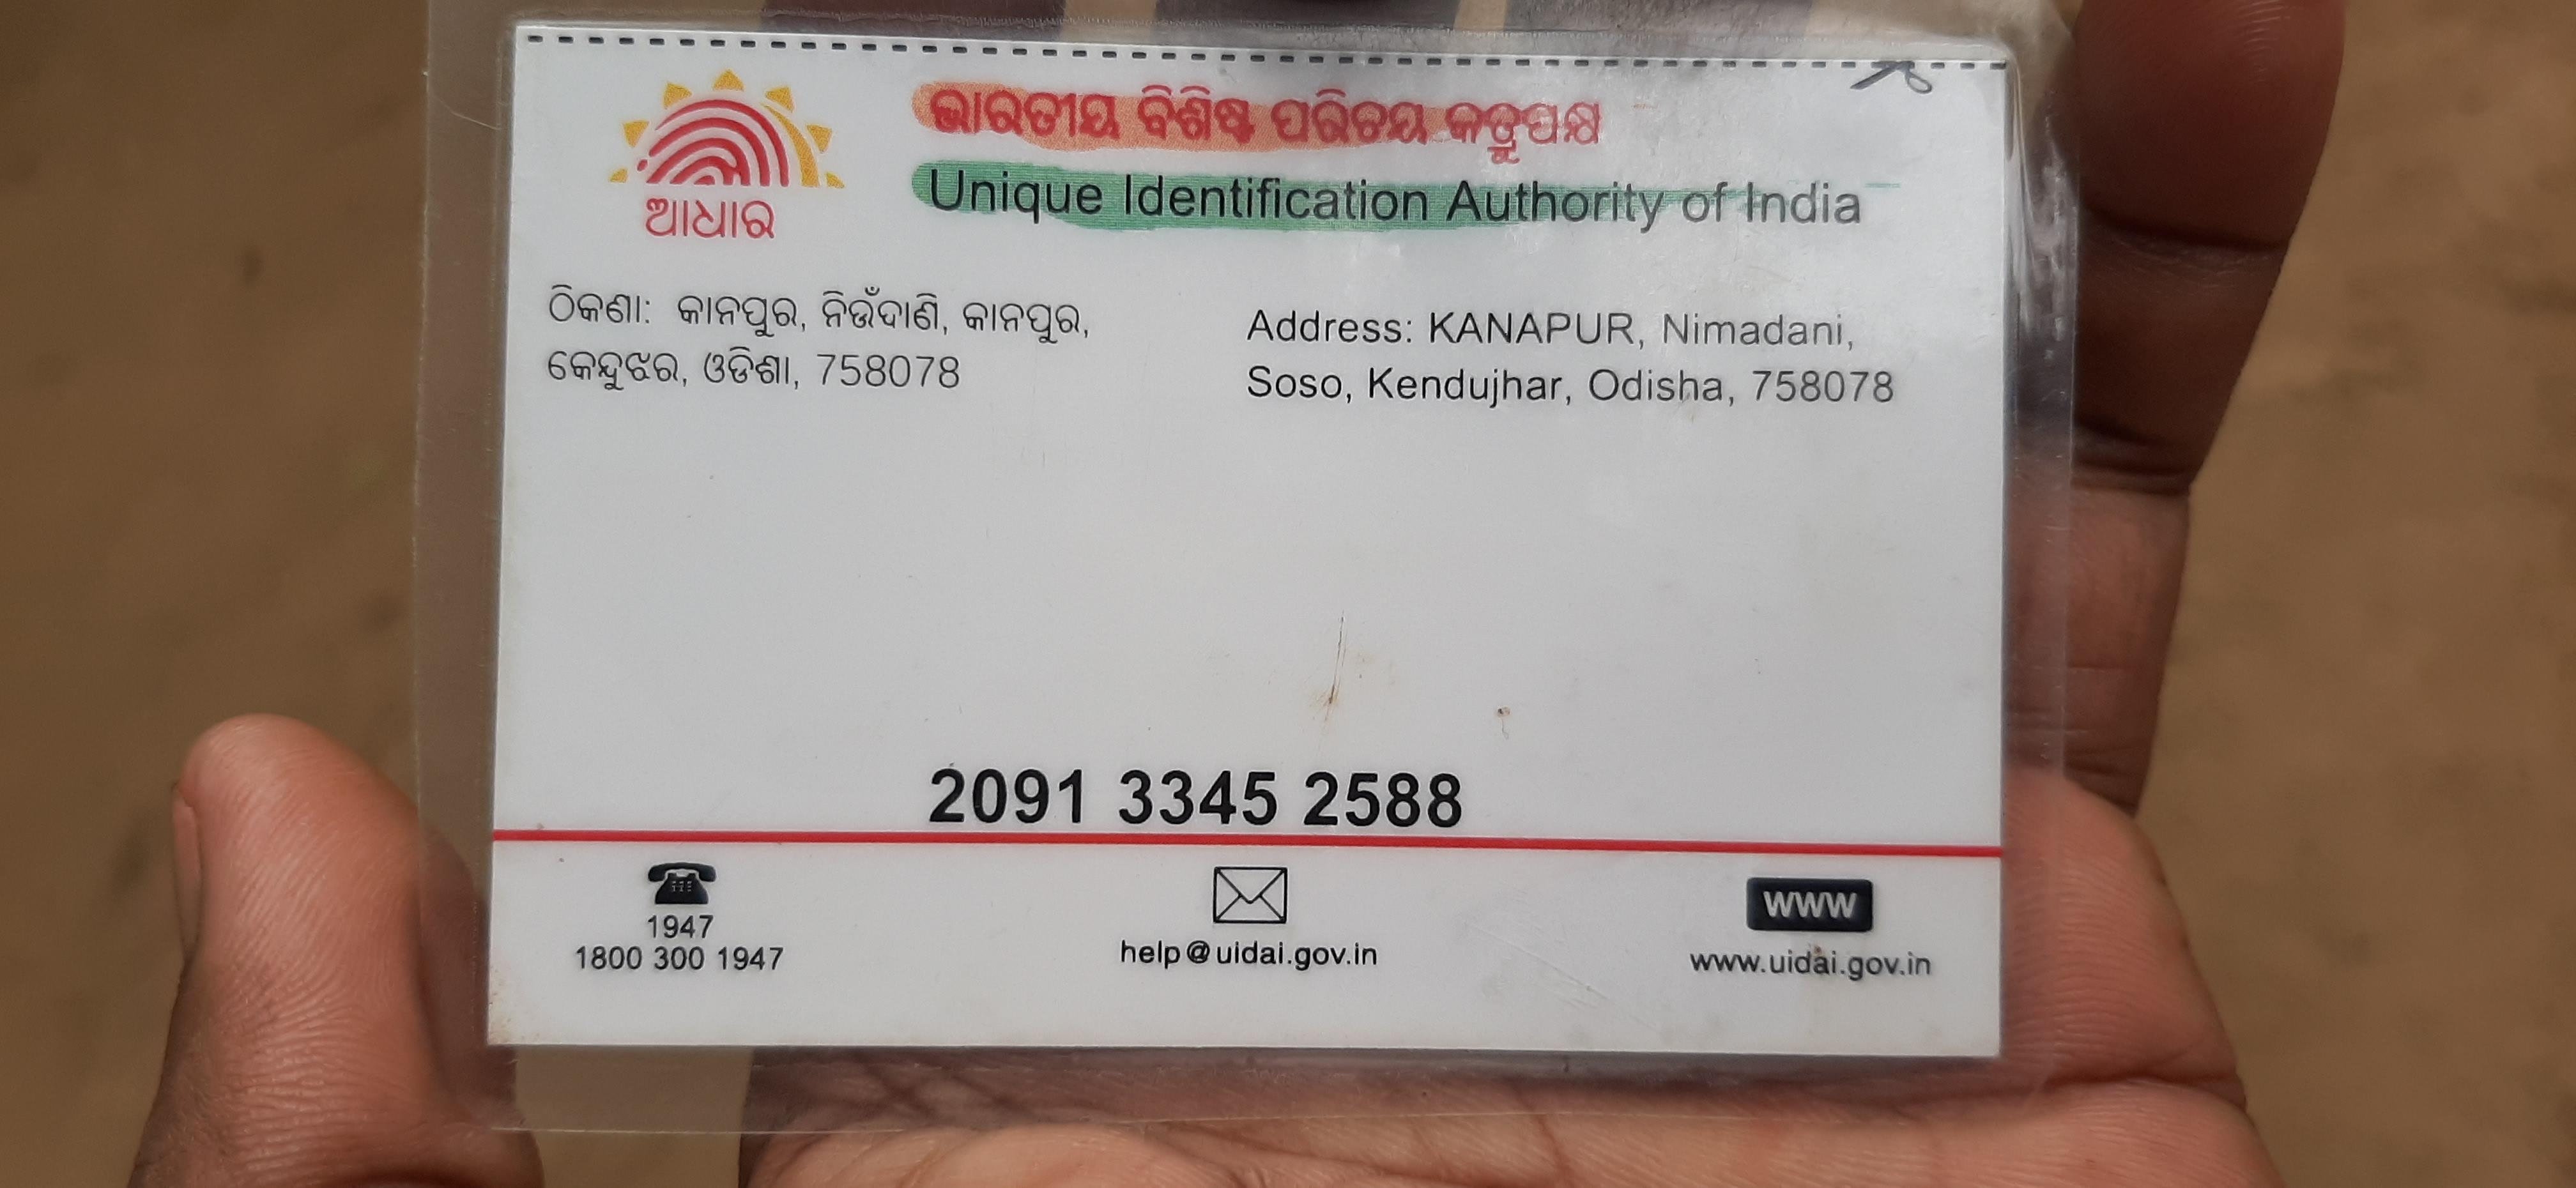 ଭାରତୀୟ ବିଶିଷ୍ଟ ପରିଚୟ କର୍ତ୍ତୃପକ୍ଷ
Unique Identification Authority of India
ଆଧାର
ଠିକଣା: କାନପୁର, ନିଉଁଦାଣି, କାନପୁର,
କେନ୍ଦୁଝର, ଓଡିଶା, 758078
Address: KANAPUR, Nimadani,
Soso, Kendujhar, Odisha, 758078
2091 3345 2588
1947
1800 300 1947
help@uidai.gov.in
WWW
www.uidai.gov.in